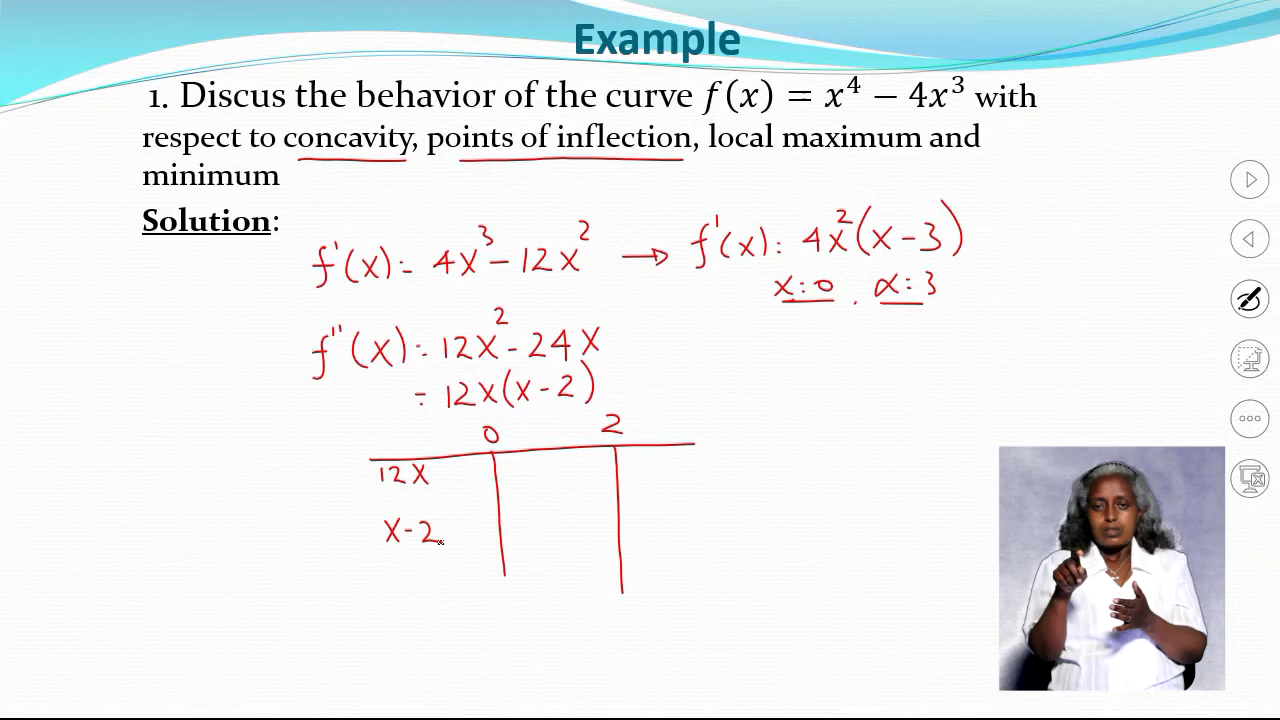 Example
1. Discus the behavior of the curve f(x) = x⁴ − 4x³ with
respect to concavity, points of inflection, local maximum and
minimum
Solution:
f'(x) = 4x³ − 12x² → f'(x) = 4x²(x − 3)
x = 0 , x = 3
f''(x) = 12x² − 24x
= 12x(x − 2)
0 2
12x
x − 2